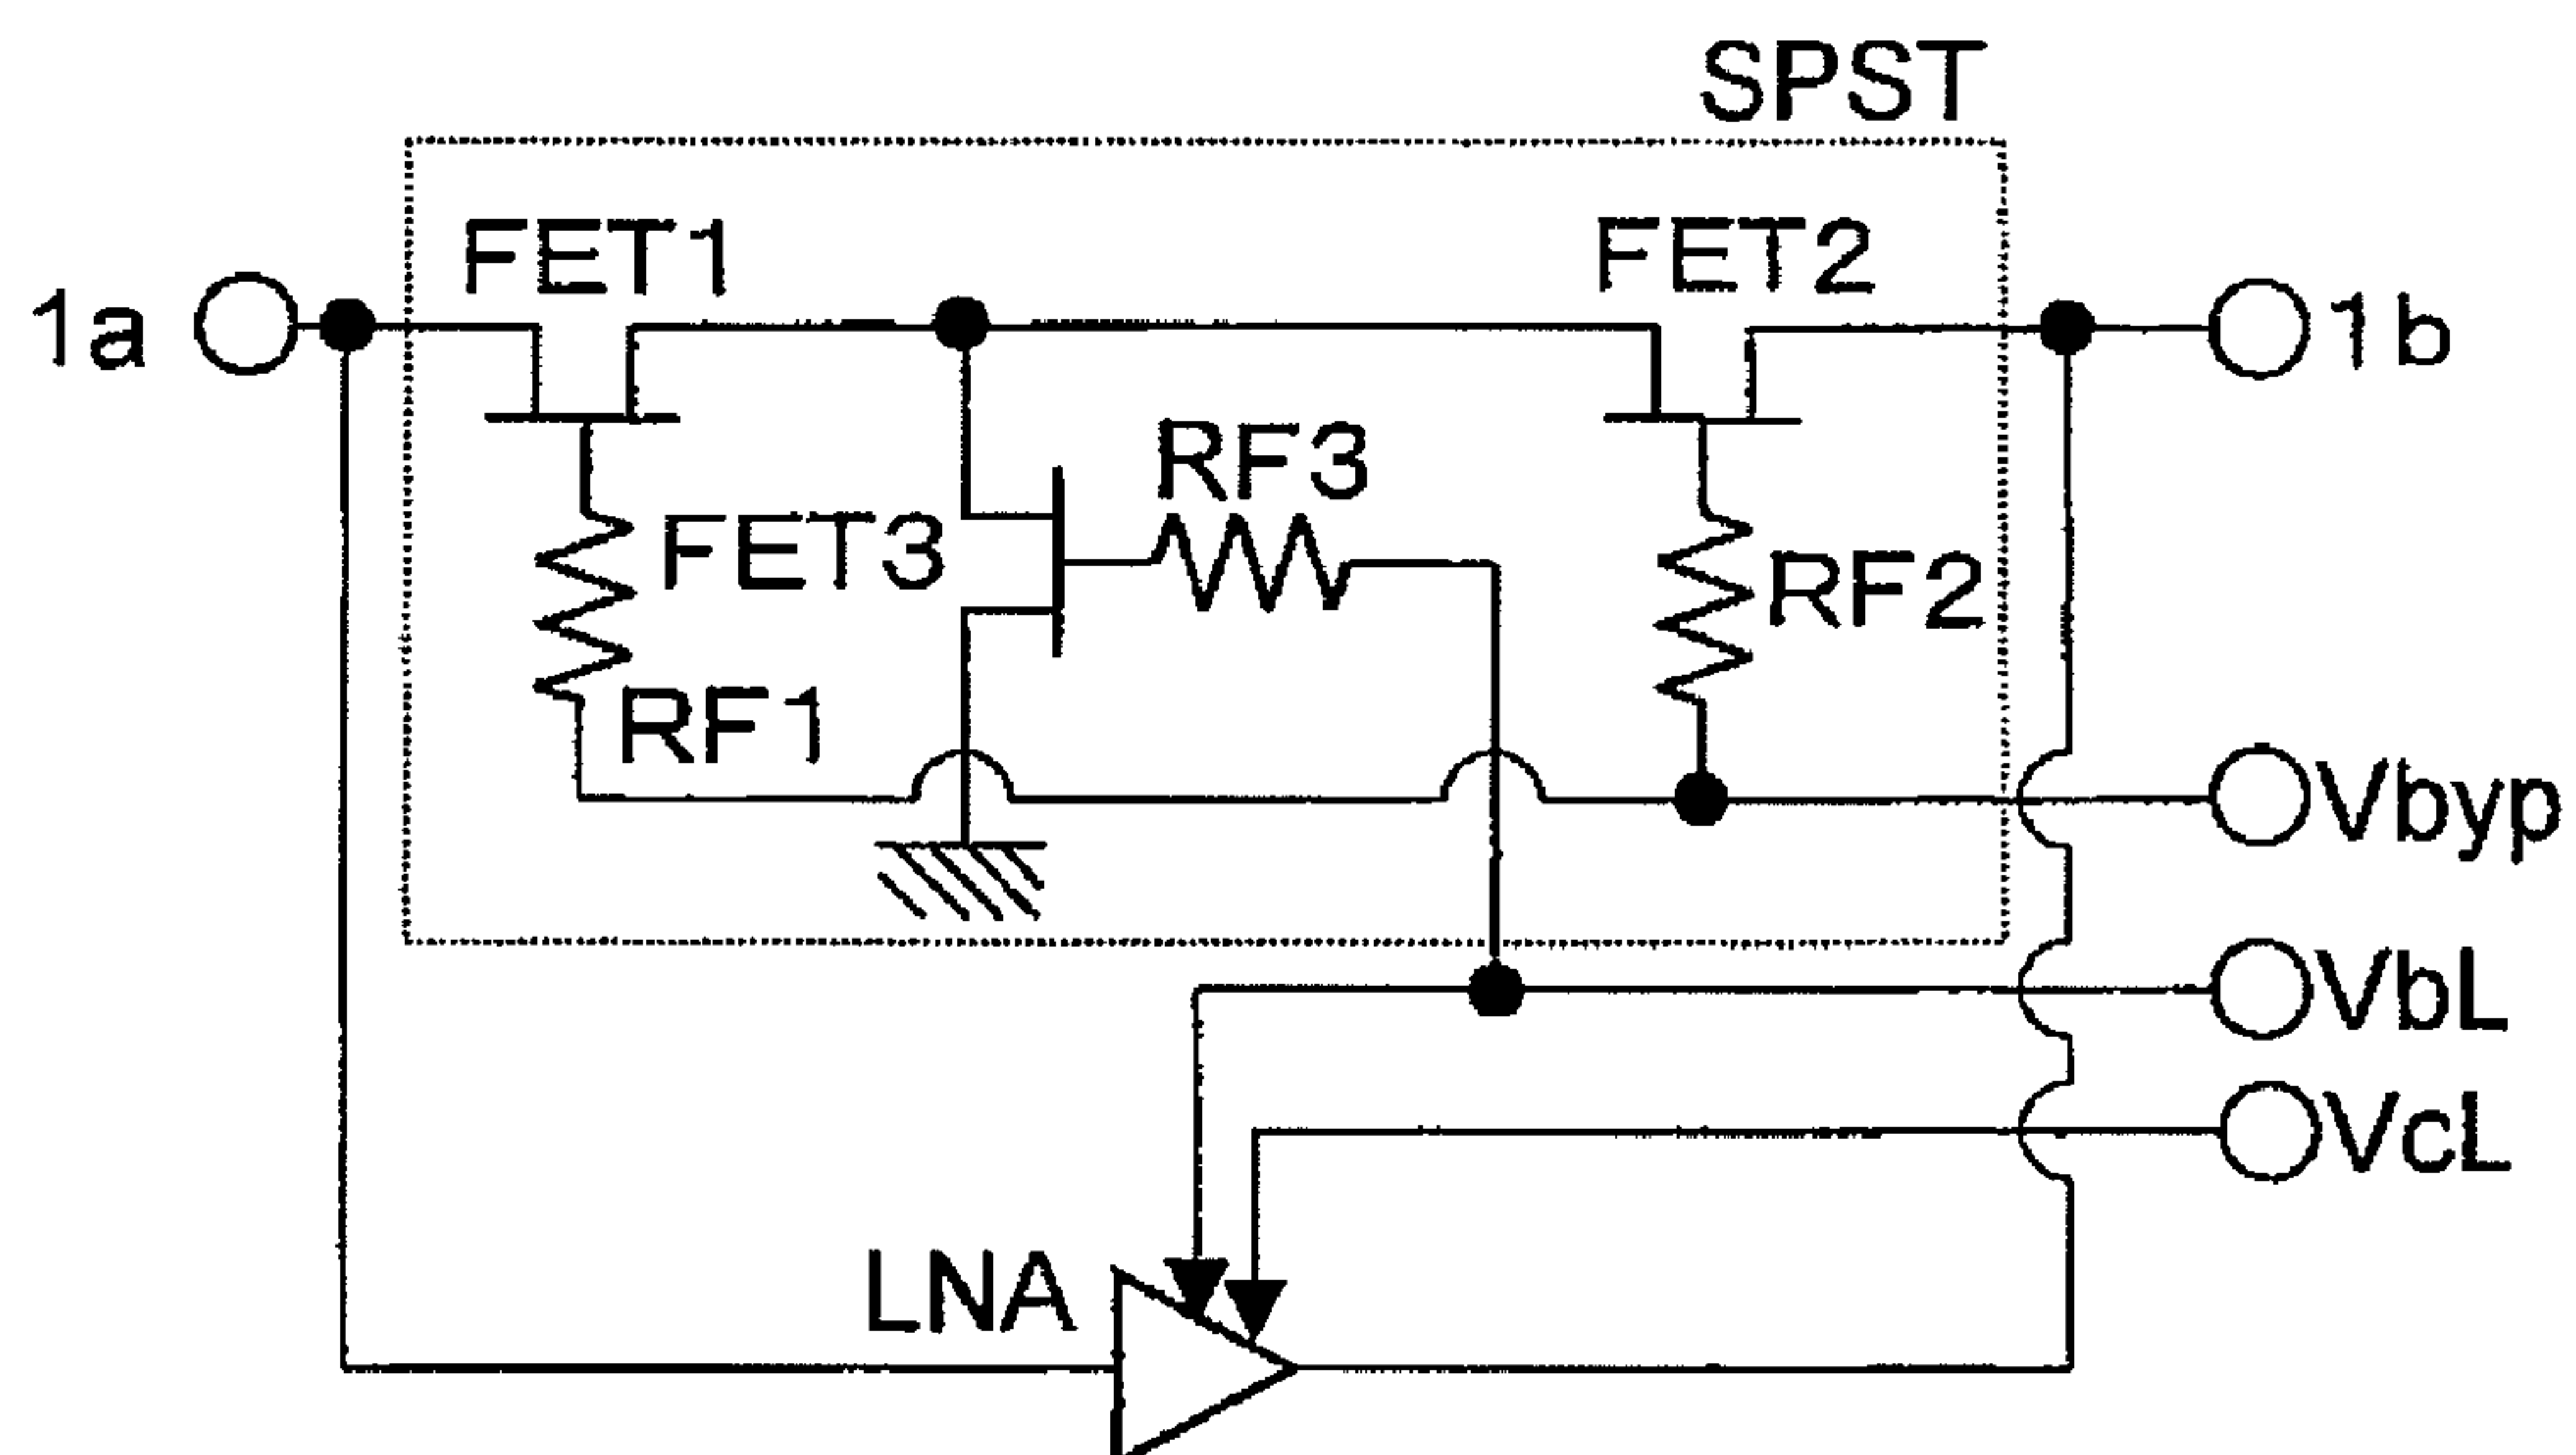 SPST
FET1
FET2
1a
1b
RF3
FET3
RF2
RF1
Vbyp
VbL
VcL
LNA